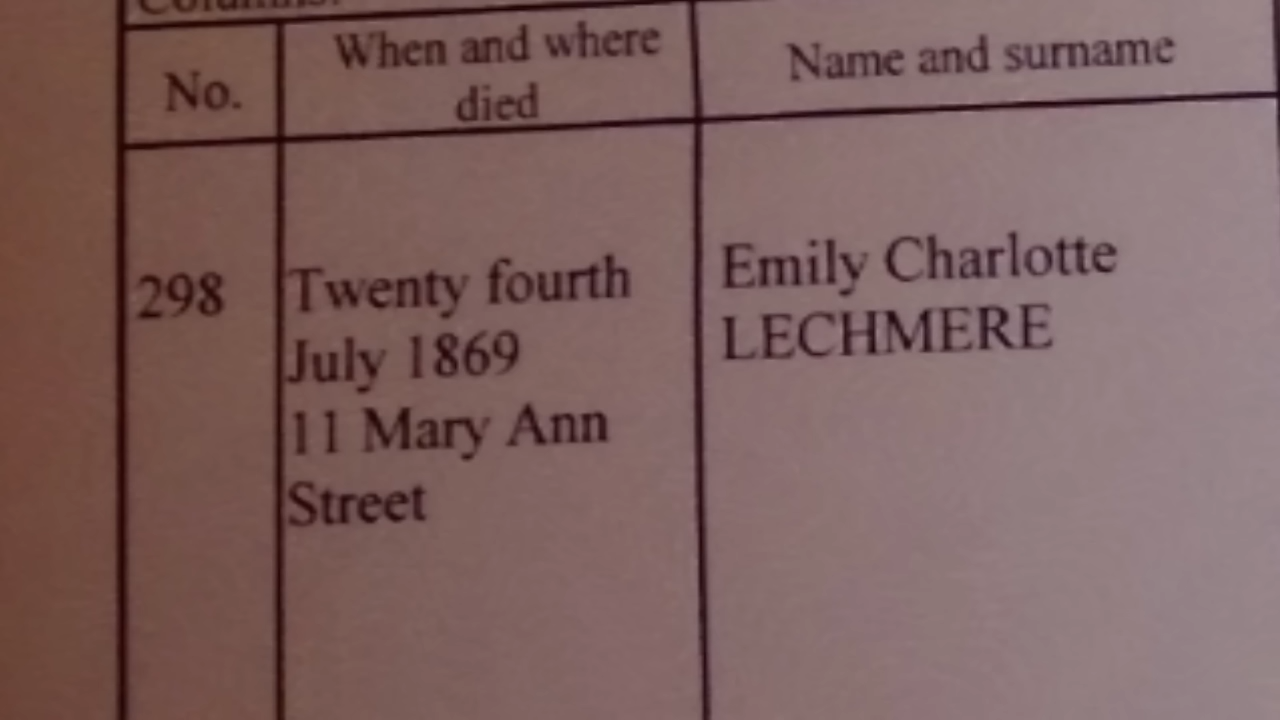 Columns:
No.
When and where
died
Name and surname
298
Twenty fourth
July 1869
11 Mary Ann
Street
Emily Charlotte
LECHMERE